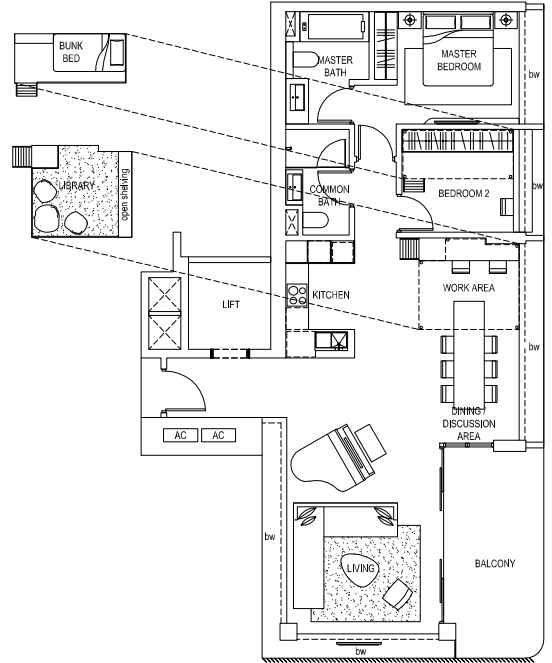 BUNK
BED
MASTER
BATH
MASTER
BEDROOM
bw
LIBRARY
open shelving
COMMON
BATH
BEDROOM 2
bw
LIFT
KITCHEN
WORK AREA
bw
DINING /
DISCUSSION
AREA
AC
AC
bw
LIVING
BALCONY
bw